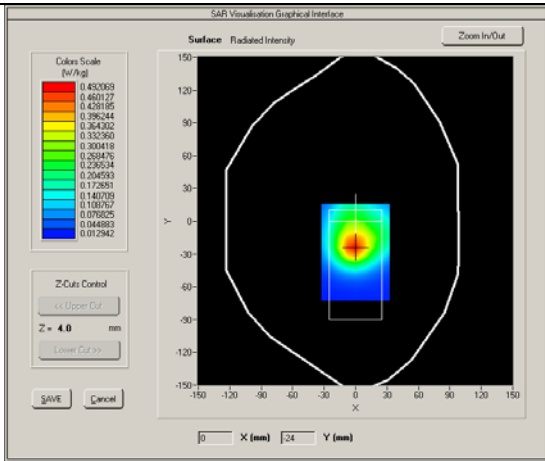 SAR Visualisation Graphical Interface
Surface Radiated Intensity
Zoom In/Out
Colors Scale
(W/kg)
0.492069
0.460127
0.428185
0.396244
0.364302
0.332360
0.300418
0.268476
0.236534
0.204593
0.172651
0.140709
0.108767
0.076825
0.044883
0.012942
Z-Cuts Control
<< Upper Cut
Z = 4.0 mm
Lower Cut >>
SAVE Cancel
150
120
90
60
30
0
-30
-60
-90
-120
-150
Y
-150 -120 -90 -60 -30 0 30 60 90 120 150
X
0 X (mm) -24 Y (mm)